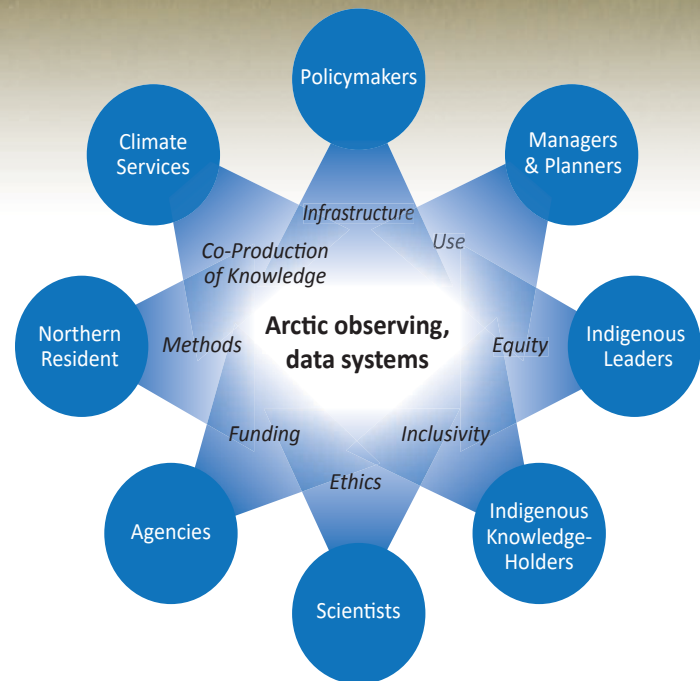 Policymakers
Climate
Services
Managers
& Planners
Infrastructure
Use
Co-Production
of Knowledge
Arctic observing,
data systems
Northern
Resident
Methods
Equity
Indigenous
Leaders
Funding
Inclusivity
Ethics
Agencies
Indigenous
Knowledge-
Holders
Scientists